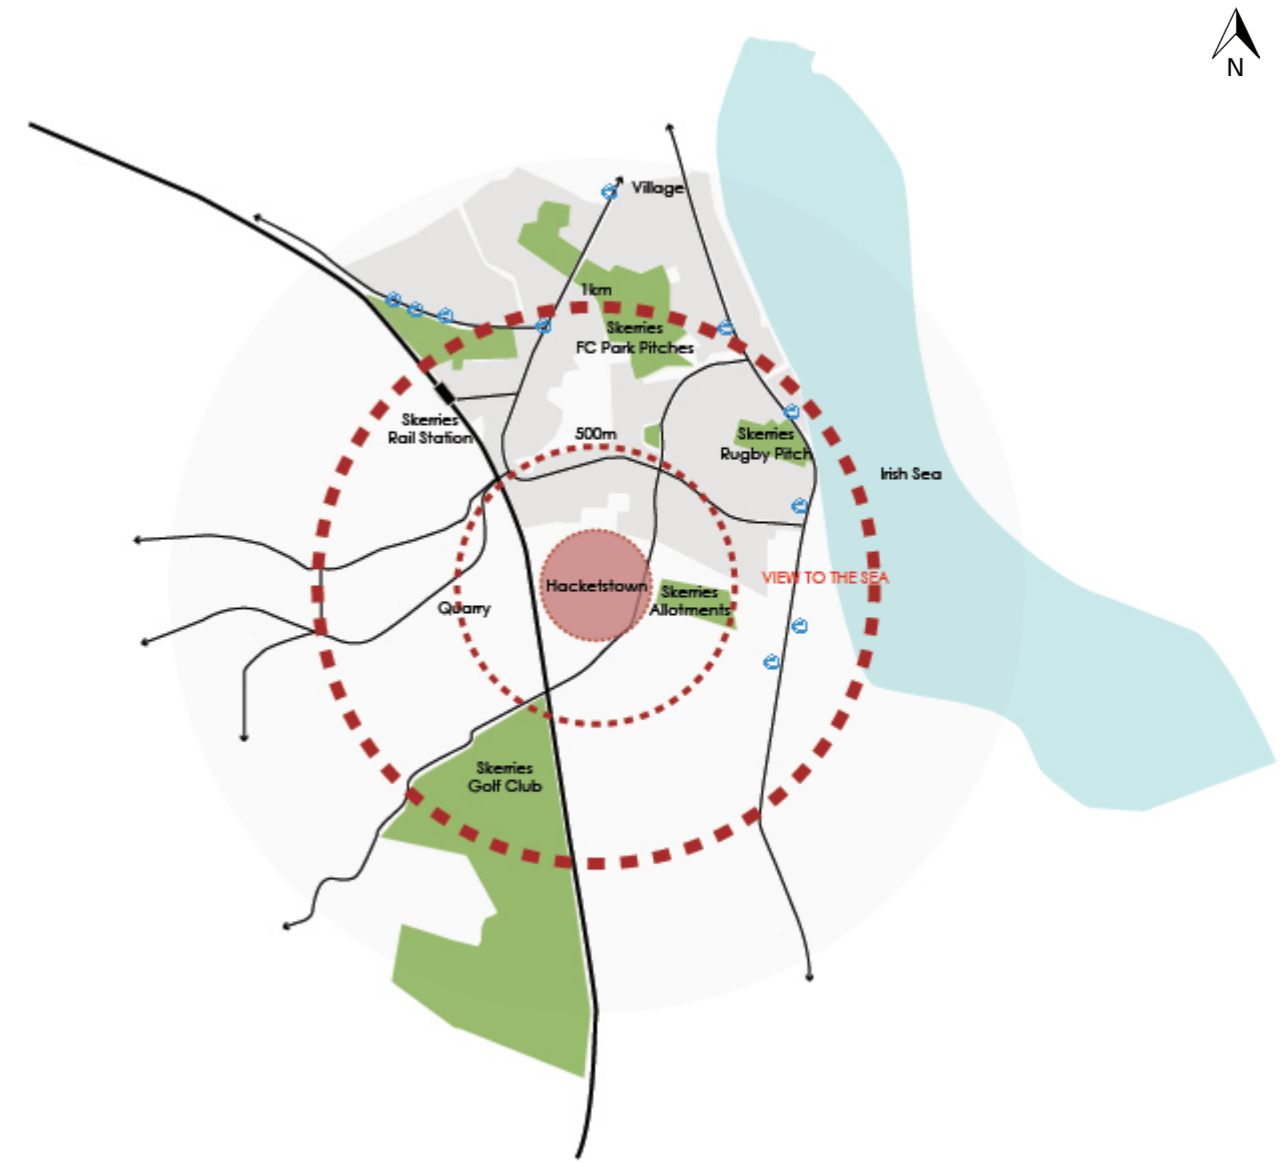 N
Village
1km
Skerries
FC Park Pitches
Skerries
Rail Station
500m
Skerries
Rugby Pitch
Irish Sea
VIEW TO THE SEA
Hacketstown
Skerries
Allotments
Quarry
Skerries
Golf Club